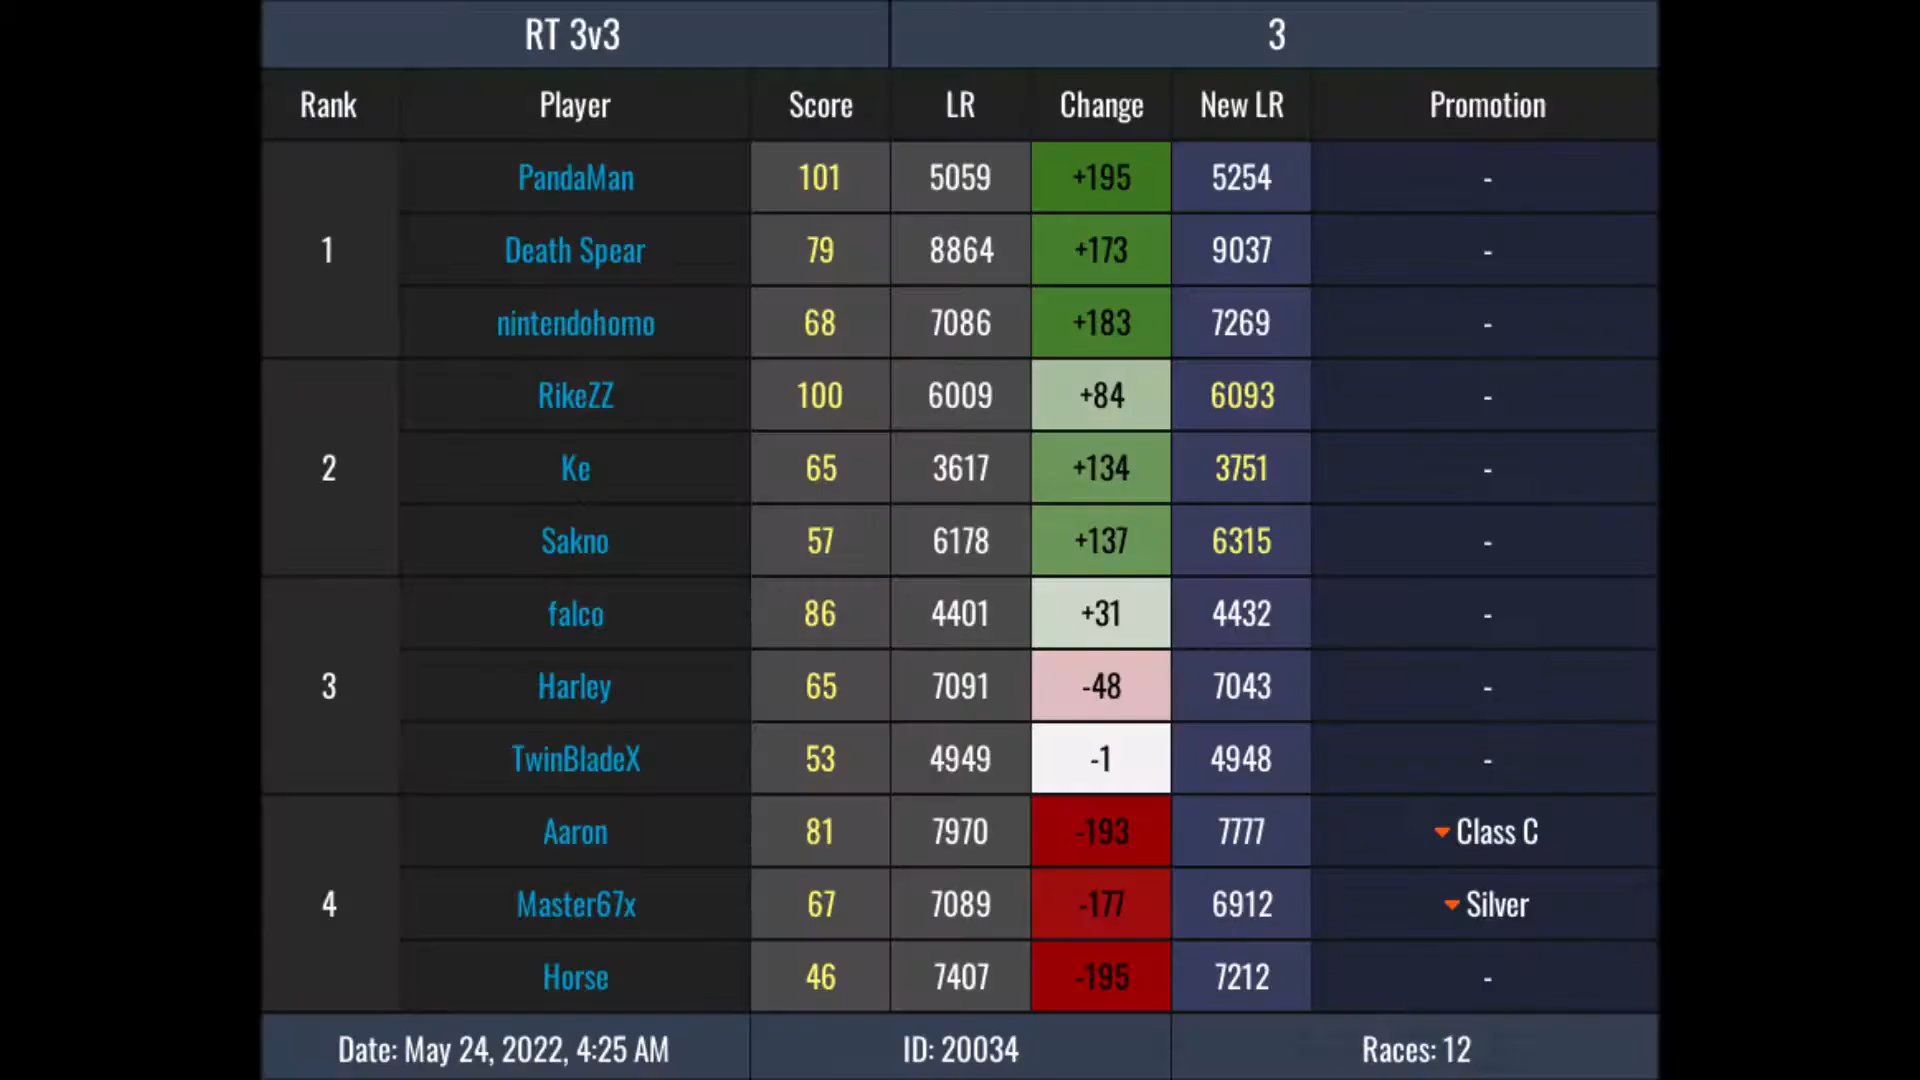 RT 3v3 3
Rank Player Score LR Change New LR Promotion
1
PandaMan 101 5059 +195 5254 -
Death Spear 79 8864 +173 9037 -
nintendohomo 68 7086 +183 7269 -
2
RikeZZ 100 6009 +84 6093 -
Ke 65 3617 +134 3751 -
Sakno 57 6178 +137 6315 -
3
falco 86 4401 +31 4432 -
Harley 65 7091 -48 7043 -
TwinBladeX 53 4949 -1 4948 -
4
Aaron 81 7970 -193 7777 Class C
Master67x 67 7089 -177 6912 Silver
Horse 46 7407 -195 7212 -
Date: May 24, 2022, 4:25 AM ID: 20034 Races: 12